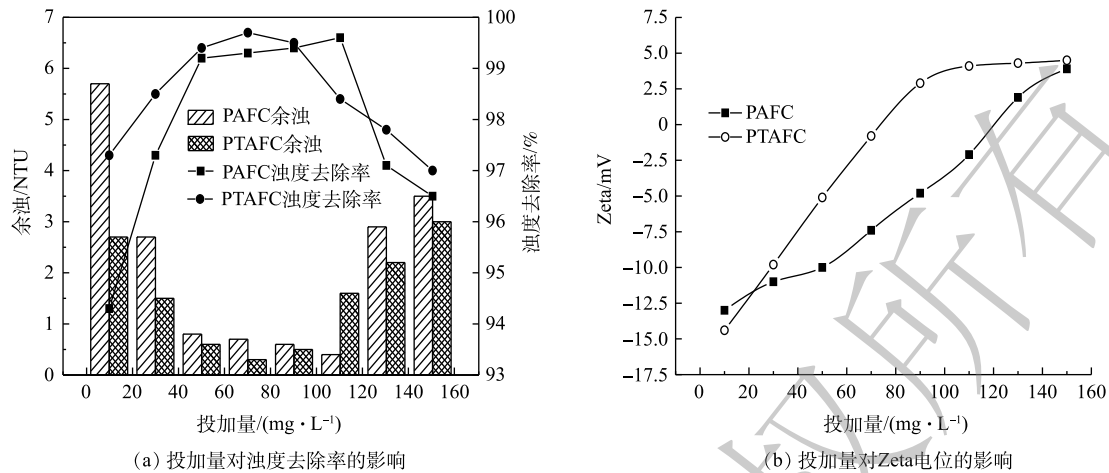 7
6
5
4
3
2
1
0
余浊/NTU
100
99
98
97
96
95
94
93
浊度去除率/%
PAFC余浊
PTAFC余浊
PAFC浊度去除率
PTAFC浊度去除率
0 20 40 60 80 100 120 140 160
投加量/(mg·L⁻¹)
(a) 投加量对浊度去除率的影响
7.5
5.0
2.5
0
−2.5
−5.0
−7.5
−10.0
−12.5
−15.0
−17.5
Zeta/mV
PAFC
PTAFC
0 20 40 60 80 100 120 140 160
投加量/(mg·L⁻¹)
(b) 投加量对Zeta电位的影响
权所有